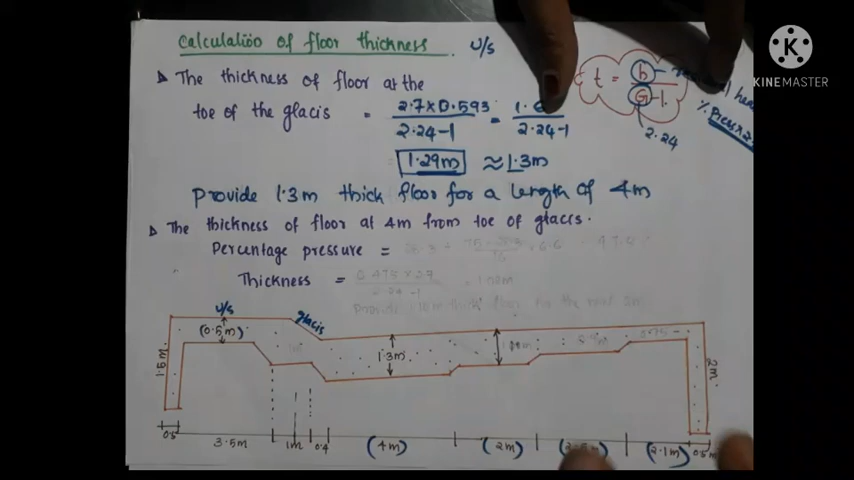 Calculation of floor thickness. U/s
The thickness of floor at the
toe of the glacis = 2.7×0.593 / 2.24-1 = / 2.24-1
t = h / G-1
2.24
1.29m ≈ 1.3m
Provide 1.3m thick floor for a length of 4m
The thickness of floor at 4m from toe of glacis.
Percentage pressure =
Thickness =
U/s
glacis
(0.5m)
1.5m
1.3m
2m
0.5 3.5m 1m 0.4 (4m) (2m) (2.1m) 0.5m
K
KINEMASTER